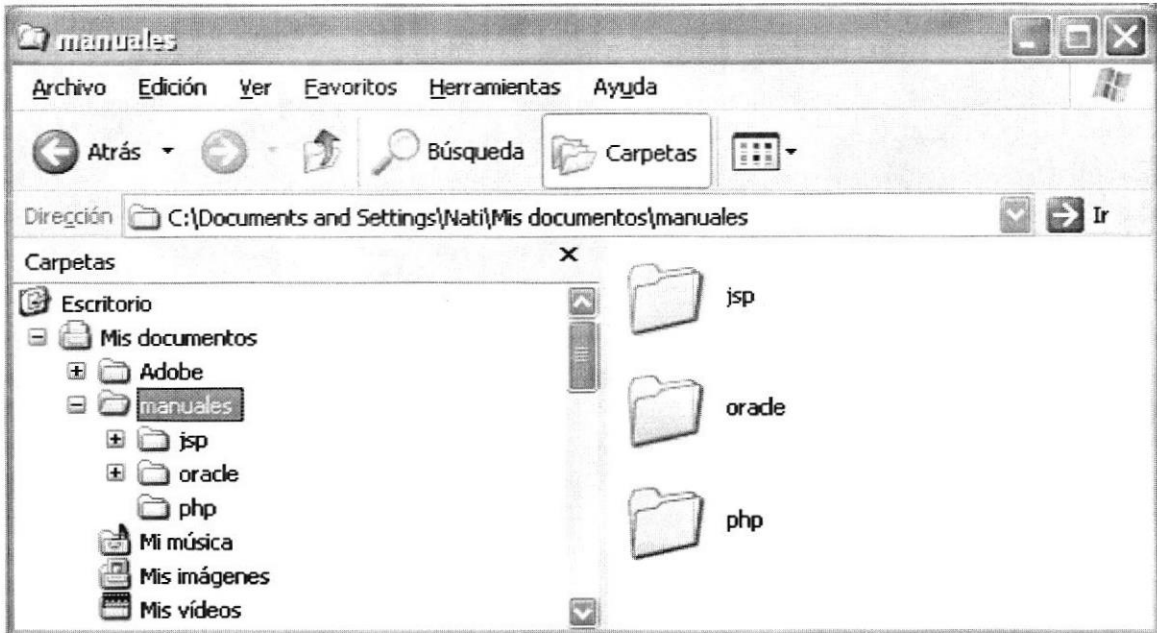 manuales
Archivo Edición Ver Favoritos Herramientas Ayuda
Atrás Búsqueda Carpetas
Dirección C:\Documents and Settings\Nati\Mis documentos\manuales Ir
Carpetas
Escritorio
Mis documentos
Adobe
manuales
jsp
oracle
php
Mi música
Mis imágenes
Mis vídeos
jsp
oracle
php